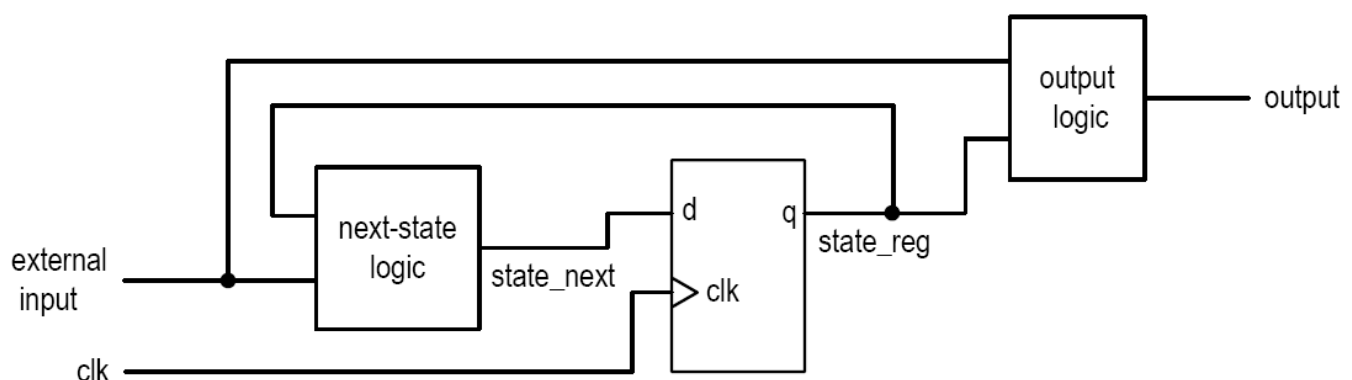 output
logic
output
d
q
next-state
logic
state_reg
external
input
state_next
clk
clk